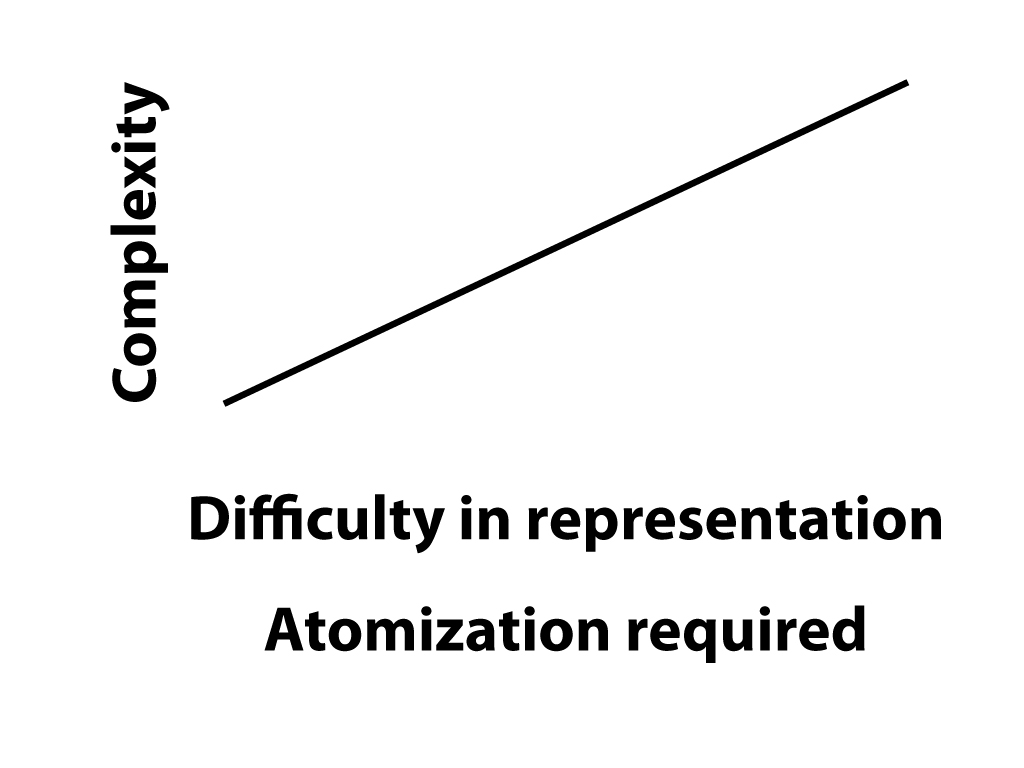 Complexity
Difficulty in representation
Atomization required